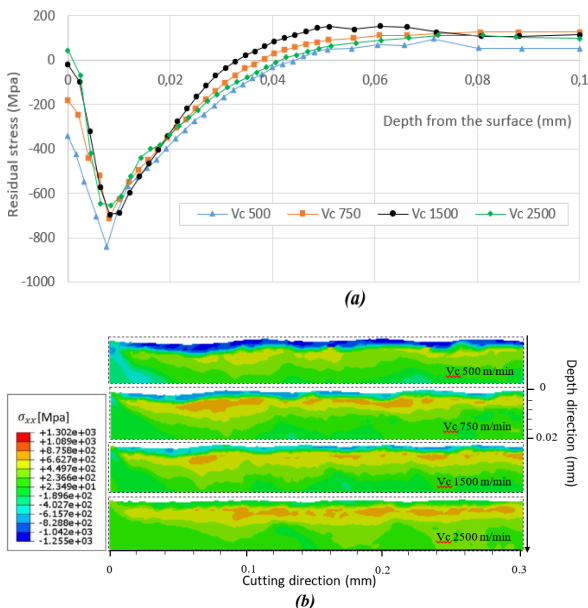 (a)
200
0
-200
-400
-600
-800
-1000
Residual stress (Mpa)
0 0,02 0,04 0,06 0,08 0,1
Depth from the surface (mm)
Vc 500 Vc 750 Vc 1500 Vc 2500
(a)
σxx[Mpa]
+1.302e+03
+1.089e+03
+8.758e+02
+6.627e+02
+4.497e+02
+2.366e+02
+2.349e+01
-1.896e+02
-4.027e+02
-6.157e+02
-8.288e+02
-1.042e+03
-1.255e+03
Vc 500 m/min
Vc 750 m/min
Vc 1500 m/min
Vc 2500 m/min
0
0.02
Depth direction (mm)
0 0.1 0.2 0.3
Cutting direction (mm)
(b)
(b)